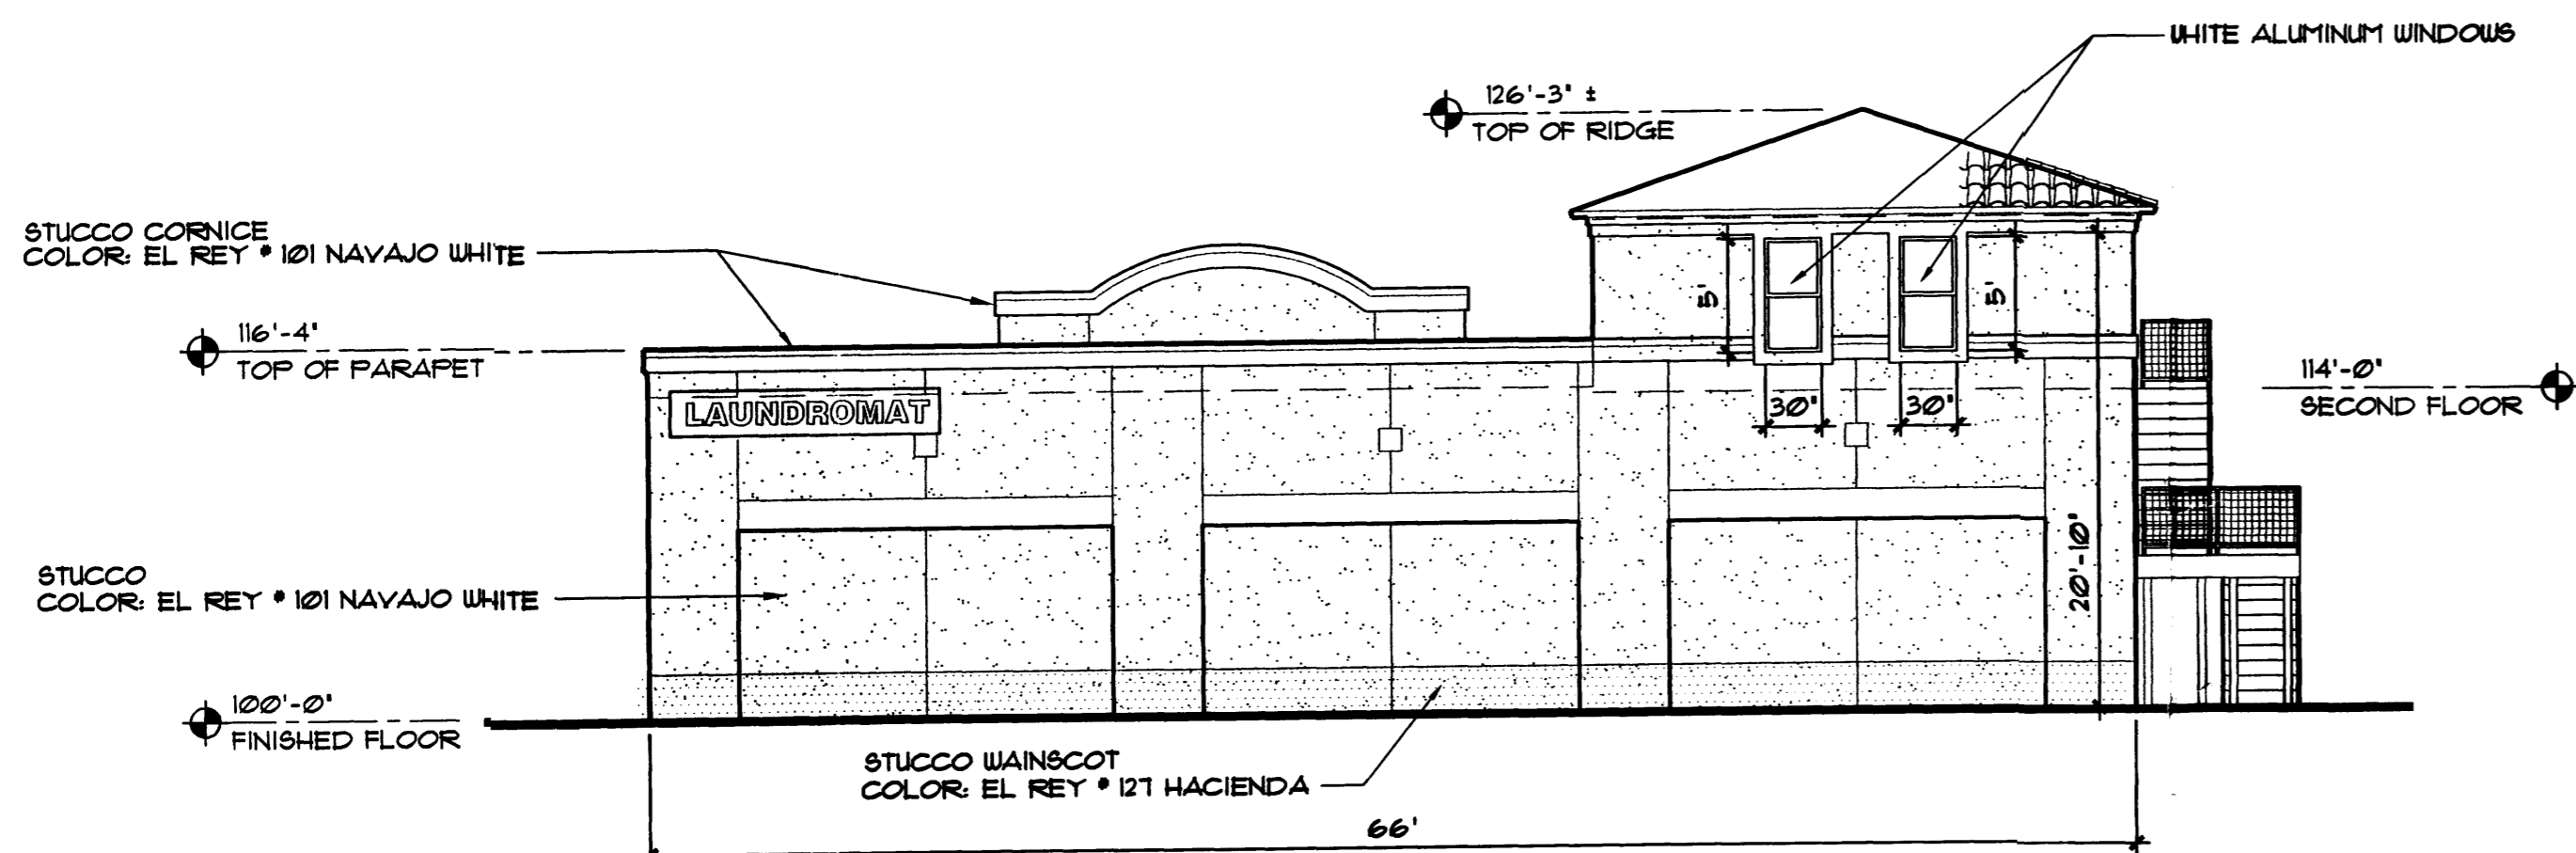 WHITE ALUMINUM WINDOWS
126'-3" ±
TOP OF RIDGE
STUCCO CORNICE
COLOR: EL REY # 101 NAVAJO WHITE
116'-4"
TOP OF PARAPET
5'
5'
114'-0"
SECOND FLOOR
LAUNDROMAT
30"
30"
STUCCO
COLOR: EL REY # 101 NAVAJO WHITE
20'-10"
100'-0"
FINISHED FLOOR
STUCCO WAINSCOT
COLOR: EL REY # 127 HACIENDA
66'